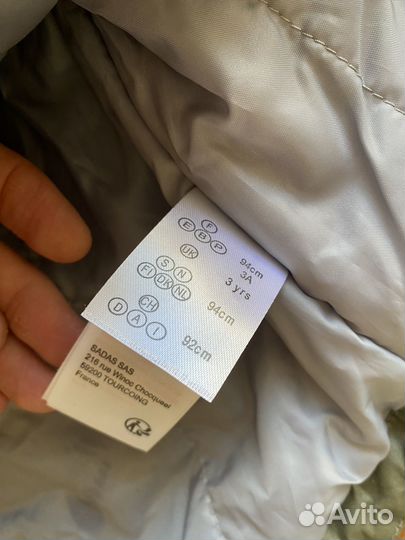 F
E B P
94cm
3A
UK
3 yrs
S N
FI DK NL
94cm
CH
D A I
92cm
SADAS SAS
216 rue Winoc Chocqueel
59200 TOURCOING
France
Avito